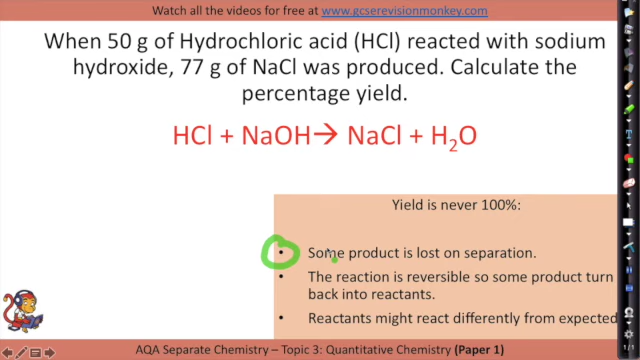 Watch all the videos for free at www.gcserevisionmonkey.com
When 50 g of Hydrochloric acid (HCl) reacted with sodium
hydroxide, 77 g of NaCl was produced. Calculate the
percentage yield.
HCl + NaOH→ NaCl + H₂O
Yield is never 100%:
• Some product is lost on separation.
• The reaction is reversible so some product turn
back into reactants.
• Reactants might react differently from expected
AQA Separate Chemistry – Topic 3: Quantitative Chemistry (Paper 1)
1/1